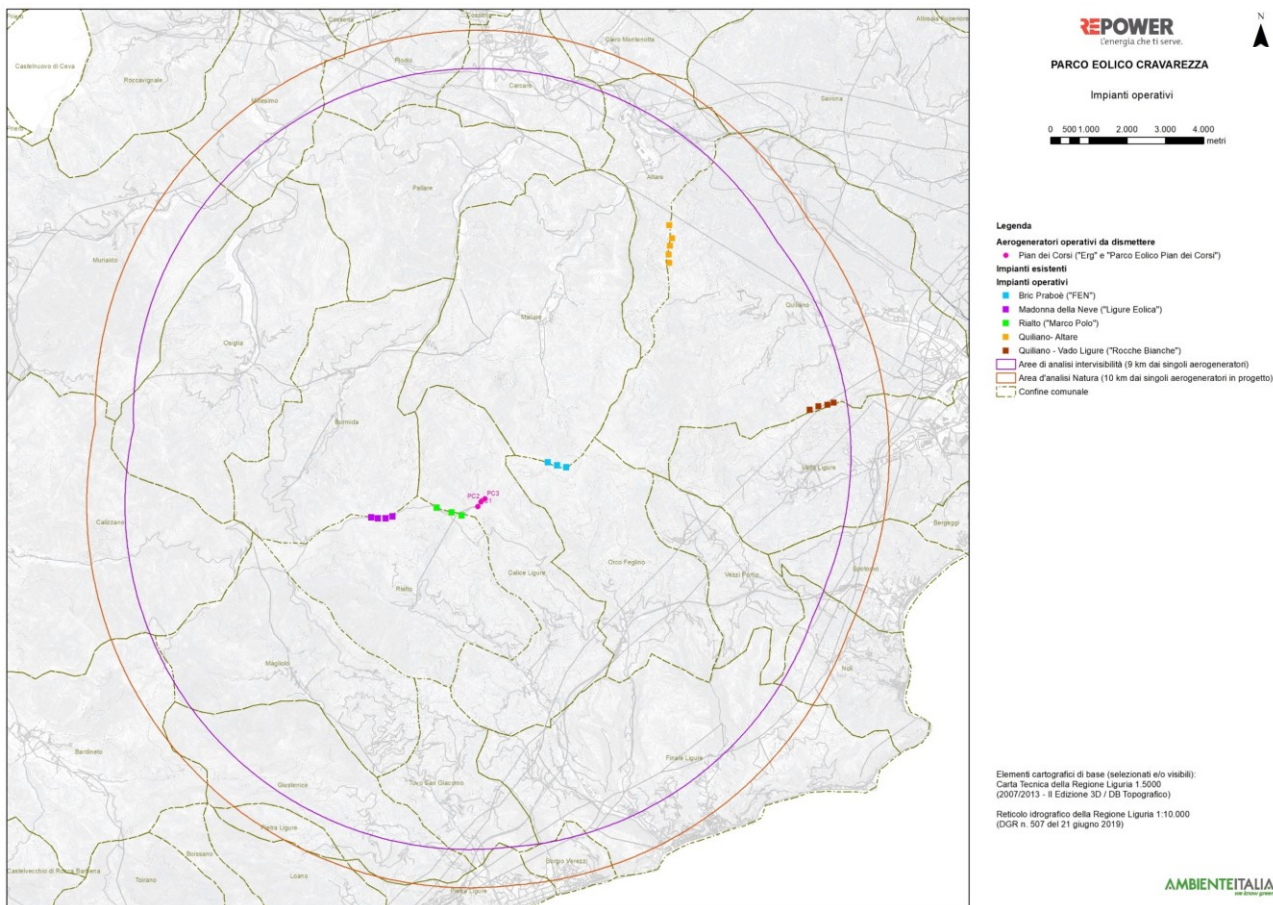 Castelnuovo di Ceva
Roccavignale
Cosseria
Plodio
Cairo Montenotte
Albisola Superiore
Millesimo
Carcare
Savona
Altare
Pallare
Murialdo
Osiglia
Mallare
Quiliano
Bormida
Vado Ligure
PC2
PC3
E1
Calizzano
Bergeggi
Rialto
Calice Ligure
Orco Feglino
Vezzi Portio
Spotorno
Magliolo
Noli
Bardineto
Giustenice
Tovo San Giacomo
Finale Ligure
Pietra Ligure
Boissano
Borgio Verezzi
Castelvecchio di Rocca Barbena
Toirano
Loano
Pietra Ligure
REPOWER
L'energia che ti serve.
N
PARCO EOLICO CRAVAREZZA
Impianti operativi
0 500 1.000 2.000 3.000 4.000
metri
Legenda
Aerogeneratori operativi da dismettere
Pian dei Corsi ("Erg" e "Parco Eolico Pian dei Corsi")
Impianti esistenti
Impianti operativi
Bric Praboè ("FEN")
Madonna della Neve ("Ligure Eolica")
Rialto ("Marco Polo")
Quiliano- Altare
Quiliano - Vado Ligure ("Rocche Bianche")
Aree di analisi intervisibilità (9 km dai singoli aerogeneratori)
Area d'analisi Natura (10 km dai singoli aerogeneratori in progetto)
Confine comunale
Elementi cartografici di base (selezionati e/o visibili):
Carta Tecnica della Regione Liguria 1:5000
(2007/2013 - II Edizione 3D / DB Topografico)
Reticolo idrografico della Regione Liguria 1:10.000
(DGR n. 507 del 21 giugno 2019)
AMBIENTEITALIA
we know green